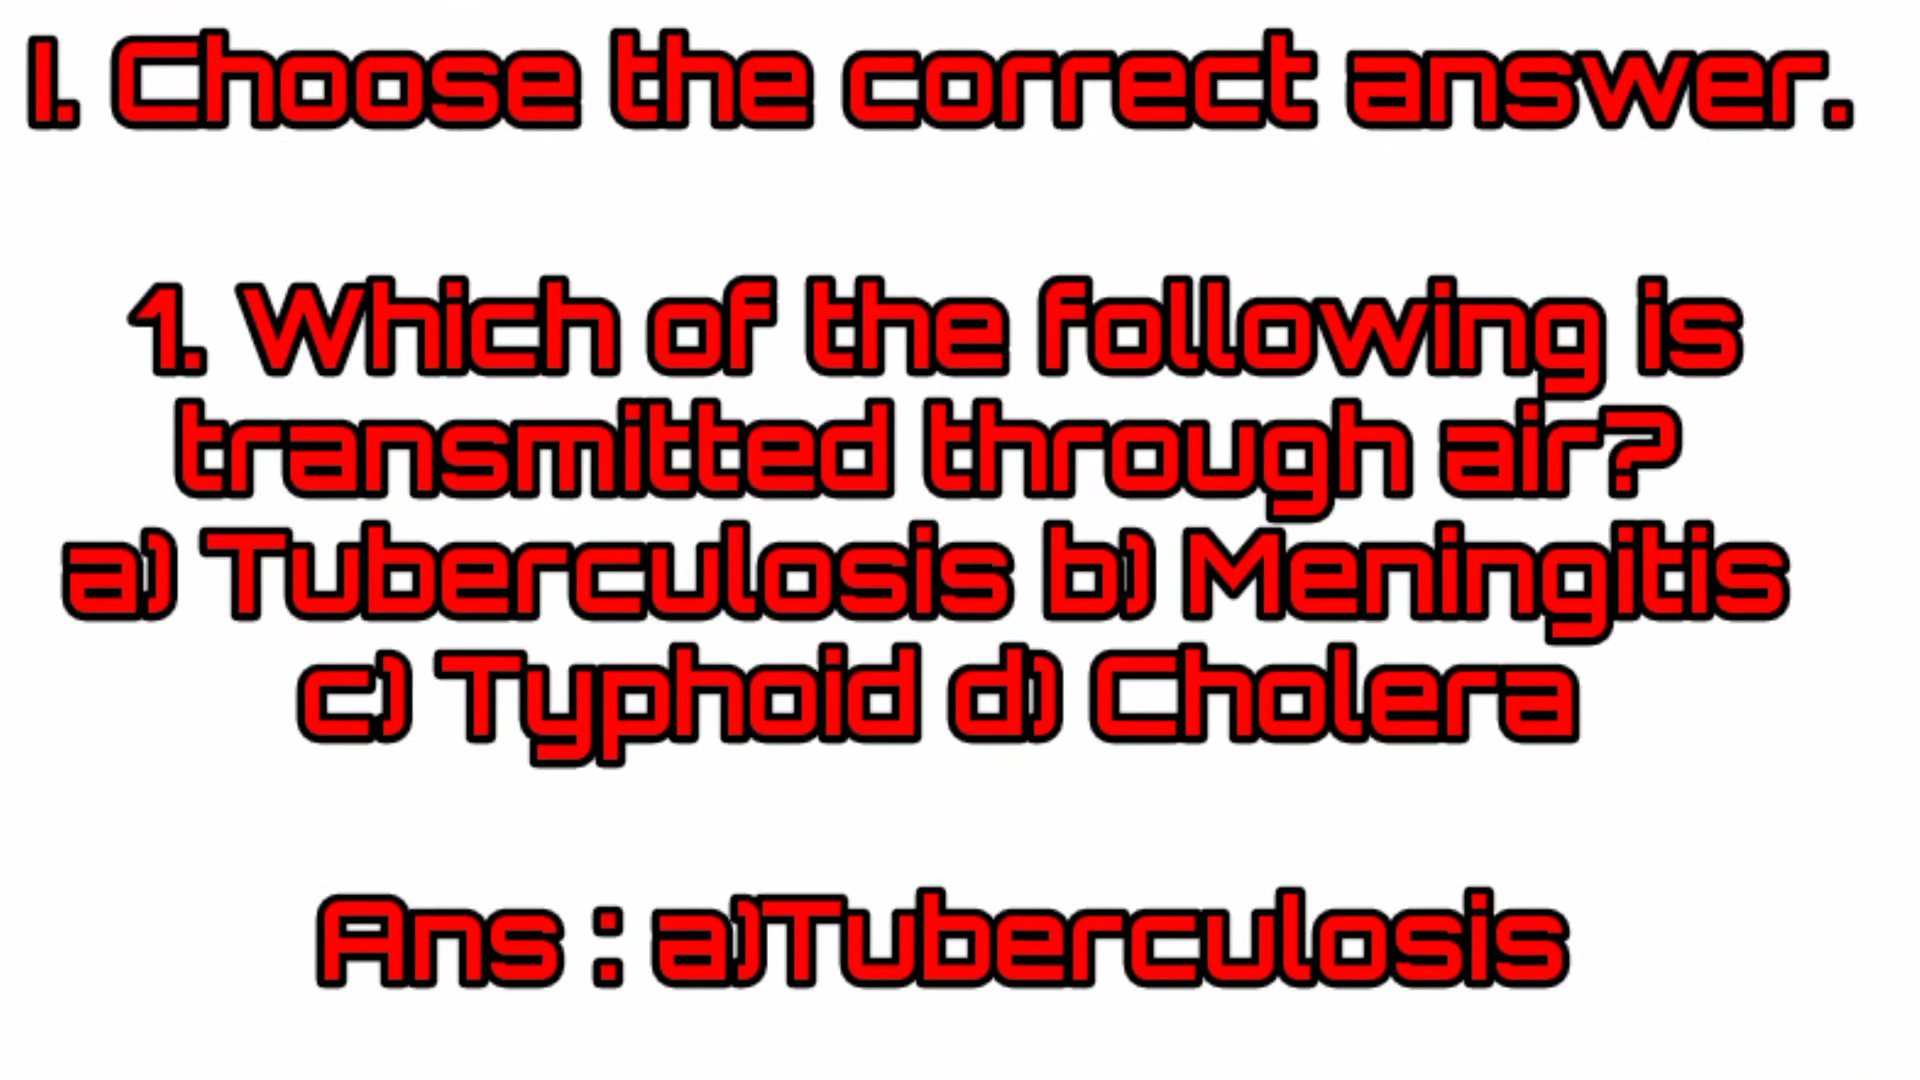 I. Choose the correct answer.
1. Which of the following is
transmitted through air?
a) Tuberculosis b) Meningitis
c) Typhoid d) Cholera
Ans : a)Tuberculosis